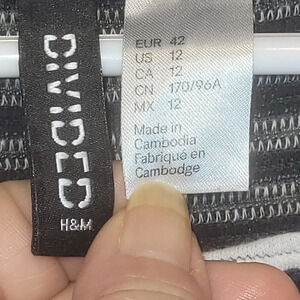 DIVIDED
H&M
EUR 42
US 12
CA 12
CN 170/96A
MX 12
Made in
Cambodia
Fabriqué en
Cambodge